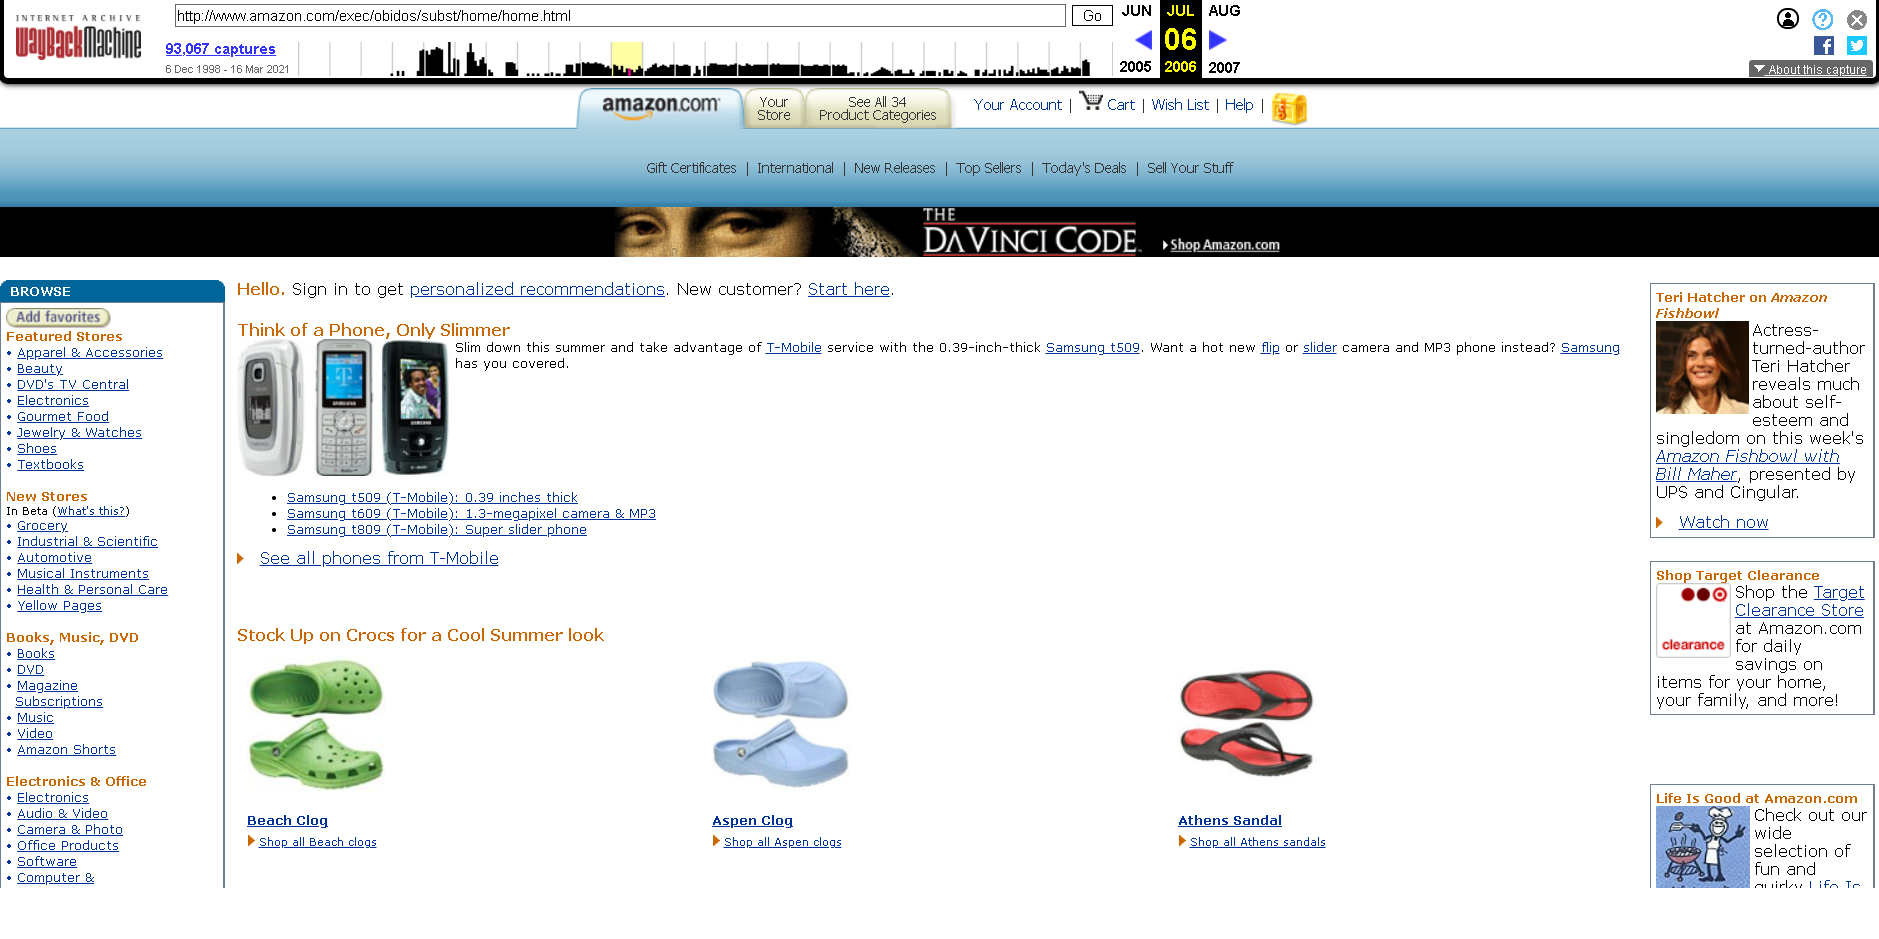 INTERNET ARCHIVE
WayBackMachine
http://www.amazon.com/exec/obidos/subst/home/home.html
Go
93,067 captures
6 Dec 1998 - 16 Mar 2021
JUN JUL AUG
06
2005 2006 2007
f
About this capture
amazon.com
Your
Store
See All 34
Product Categories
Your Account | Cart | Wish List | Help |
Gift Certificates | International | New Releases | Top Sellers | Today's Deals | Sell Your Stuff
THE
DA VINCI CODE
Shop Amazon.com
BROWSE
Add favorites
Featured Stores
• Apparel & Accessories
• Beauty
• DVD's TV Central
• Electronics
• Gourmet Food
• Jewelry & Watches
• Shoes
• Textbooks
New Stores
In Beta (What's this?)
• Grocery
• Industrial & Scientific
• Automotive
• Musical Instruments
• Health & Personal Care
• Yellow Pages
Books, Music, DVD
• Books
• DVD
• Magazine
Subscriptions
• Music
• Video
• Amazon Shorts
Electronics & Office
• Electronics
• Audio & Video
• Camera & Photo
• Office Products
• Software
• Computer &
Hello. Sign in to get personalized recommendations. New customer? Start here.
Think of a Phone, Only Slimmer
Slim down this summer and take advantage of T-Mobile service with the 0.39-inch-thick Samsung t509. Want a hot new flip or slider camera and MP3 phone instead? Samsung
has you covered.
• Samsung t509 (T-Mobile): 0.39 inches thick
• Samsung t609 (T-Mobile): 1.3-megapixel camera & MP3
• Samsung t809 (T-Mobile): Super slider phone
See all phones from T-Mobile
Stock Up on Crocs for a Cool Summer look
Beach Clog
Shop all Beach clogs
Aspen Clog
Shop all Aspen clogs
Athens Sandal
Shop all Athens sandals
Teri Hatcher on Amazon
Fishbowl
Actress-
turned-author
Teri Hatcher
reveals much
about self-
esteem and
singledom on this week's
Amazon Fishbowl with
Bill Maher, presented by
UPS and Cingular.
Watch now
Shop Target Clearance
clearance
Shop the Target
Clearance Store
at Amazon.com
for daily
savings on
items for your home,
your family, and more!
Life Is Good at Amazon.com
Check out our
wide
selection of
fun and
quirky Life Is